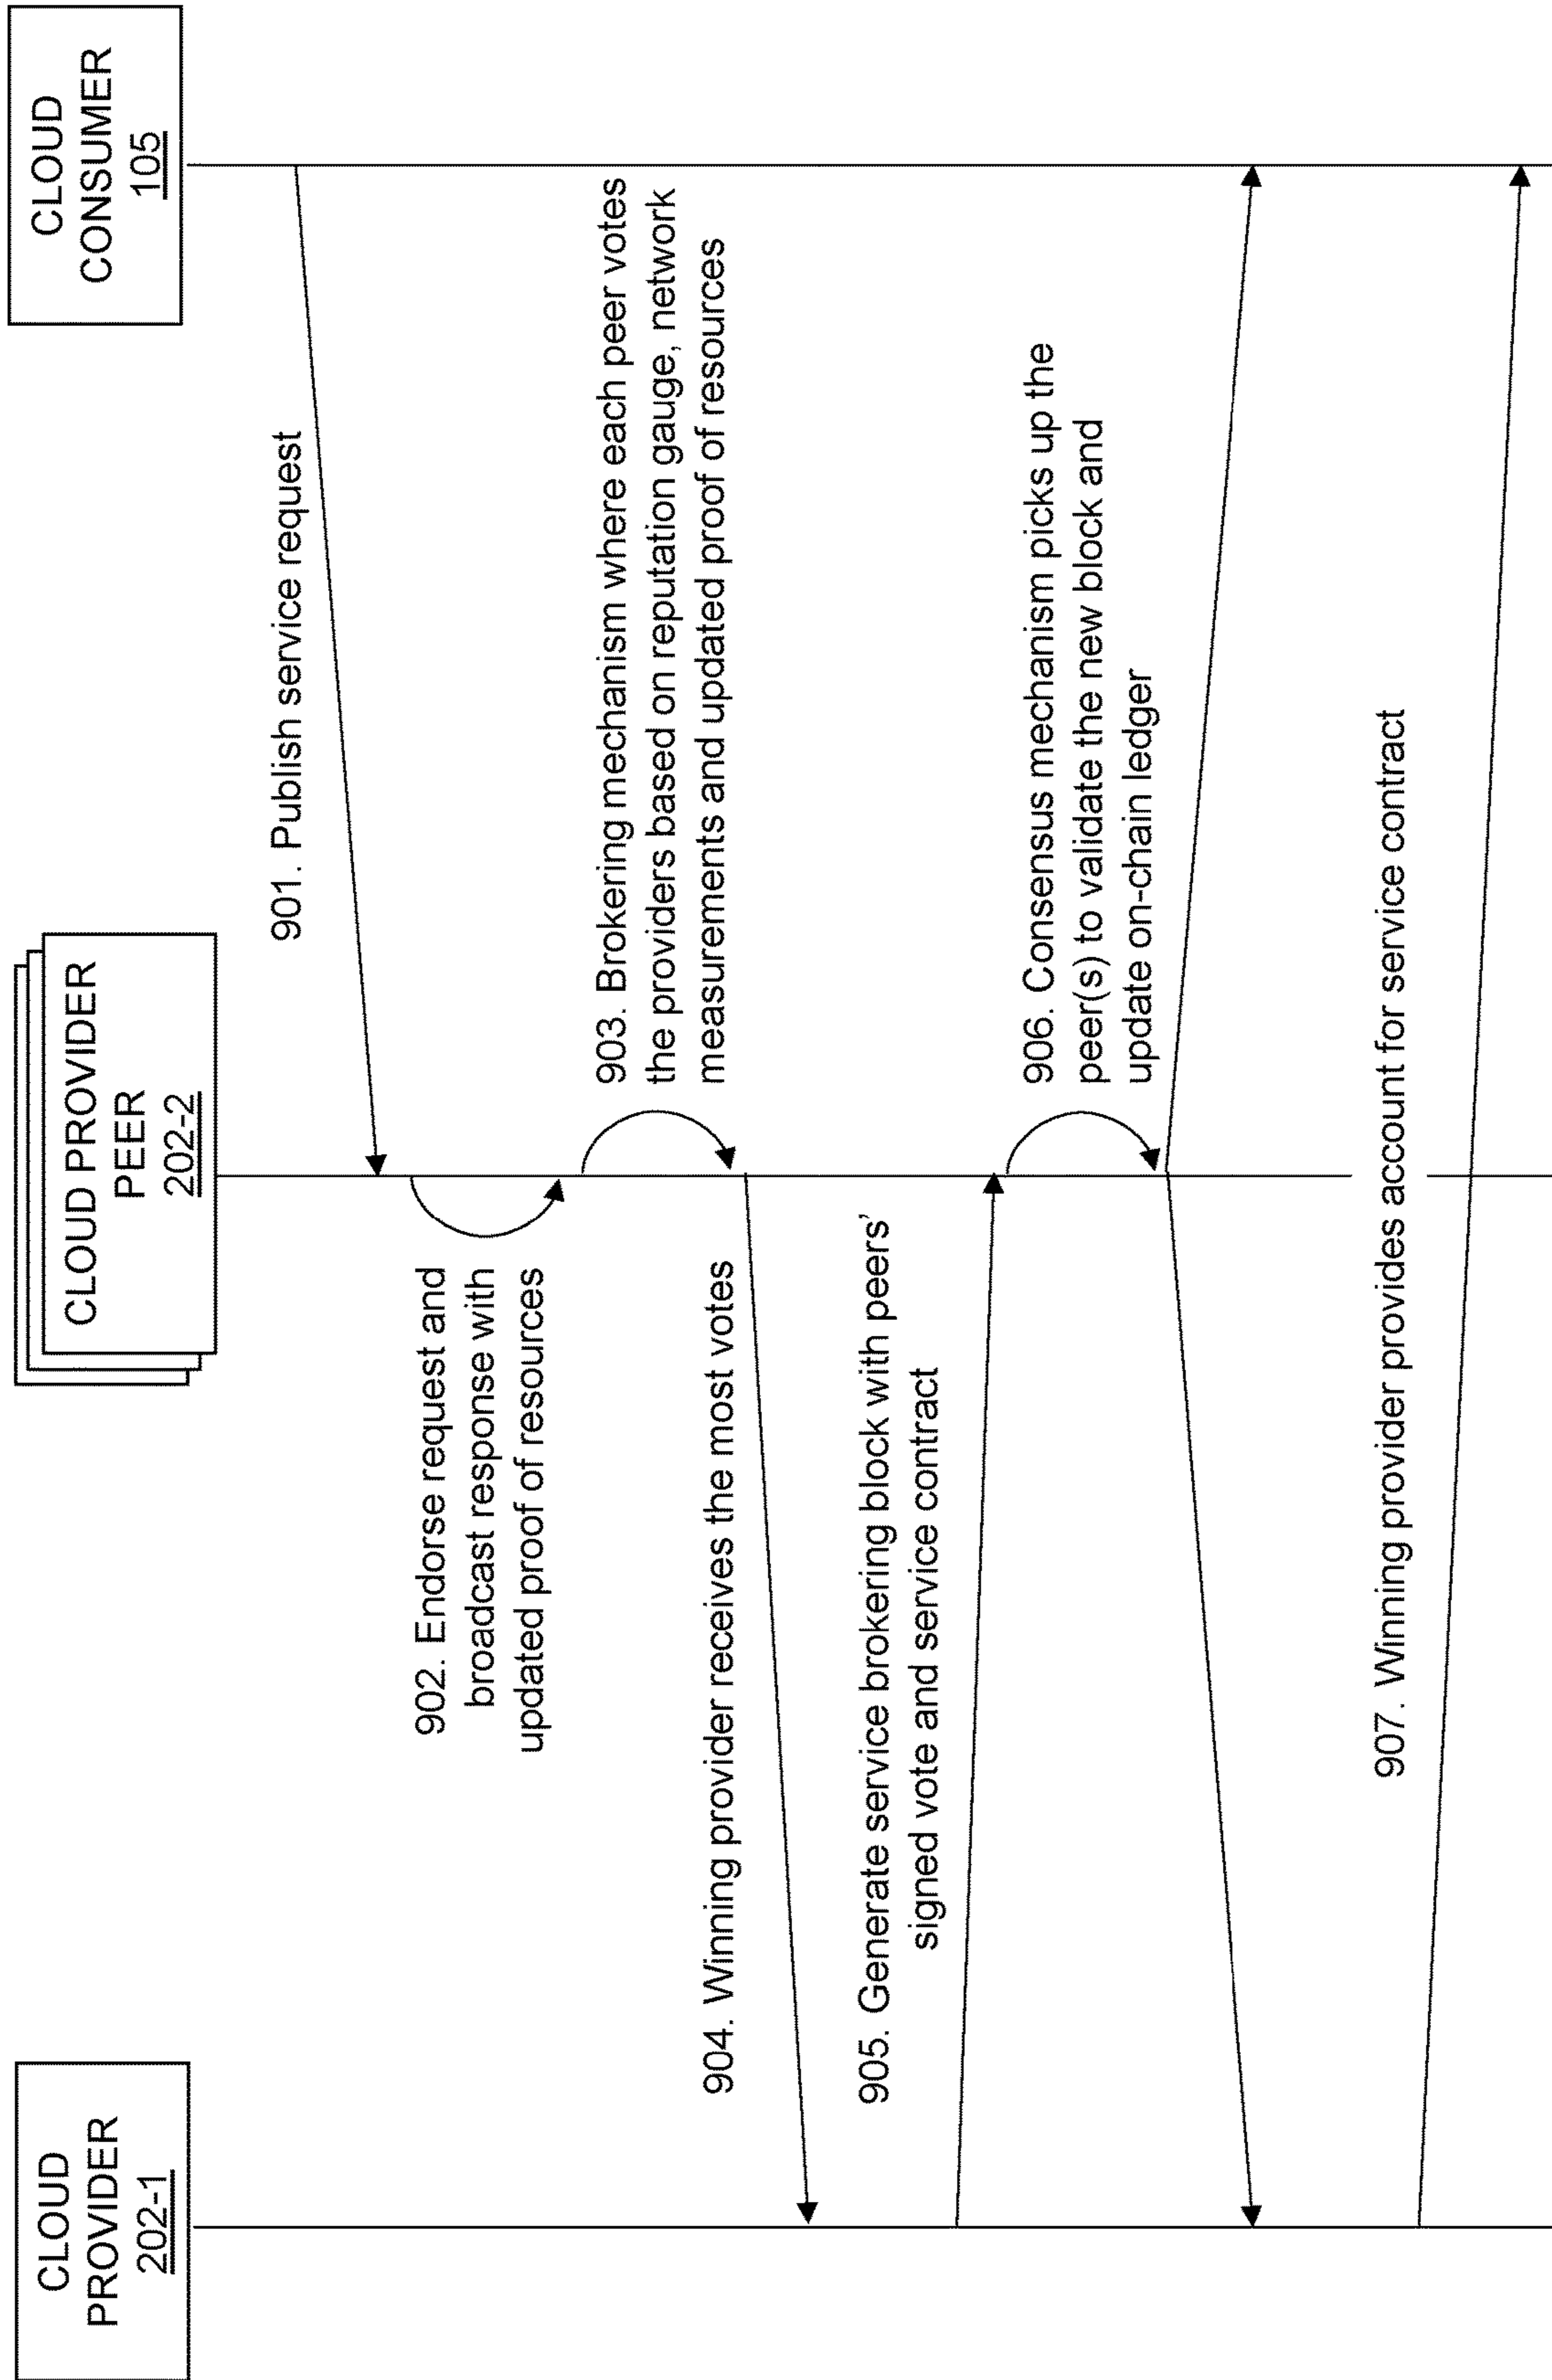 CLOUD
PROVIDER
202-1
CLOUD PROVIDER
PEER
202-2
CLOUD
CONSUMER
105
901. Publish service request
902. Endorse request and
broadcast response with
updated proof of resources
903. Brokering mechanism where each peer votes
the providers based on reputation gauge, network
measurements and updated proof of resources
904. Winning provider receives the most votes
905. Generate service brokering block with peers'
signed vote and service contract
906. Consensus mechanism picks up the
peer(s) to validate the new block and
update on-chain ledger
907. Winning provider provides account for service contract